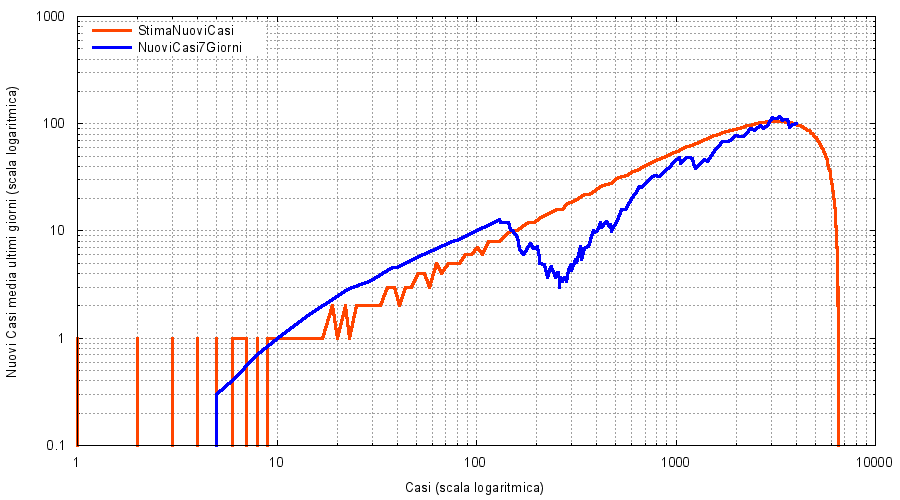 1000
100
10
1
0.1
StimaNuoviCasi
NuoviCasi7Giorni
Nuovi Casi media ultimi giorni (scala logaritmica)
1 10 100 1000 10000
Casi (scala logaritmica)